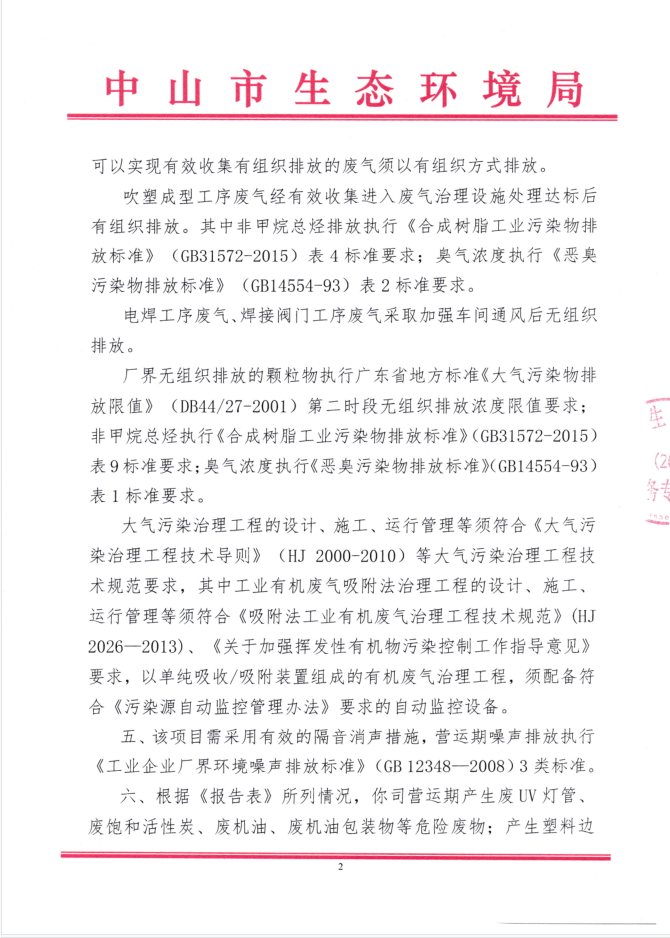 中山市生态环境局
可以实现有效收集有组织排放的废气须以有组织方式排放。
吹塑成型工序废气经有效收集进入废气治理设施处理达标后
有组织排放。其中非甲烷总烃排放执行《合成树脂工业污染物排
放标准》（GB31572-2015）表4标准要求；臭气浓度执行《恶臭
污染物排放标准》（GB14554-93）表2标准要求。
电焊工序废气、焊接阀门工序废气采取加强车间通风后无组织
排放。
厂界无组织排放的颗粒物执行广东省地方标准《大气污染物排
放限值》（DB44/27-2001）第二时段无组织排放浓度限值要求；
非甲烷总烃执行《合成树脂工业污染物排放标准》（GB31572-2015）
表9标准要求；臭气浓度执行《恶臭污染物排放标准》（GB14554-93）
表1标准要求。
大气污染治理工程的设计、施工、运行管理等须符合《大气污
染治理工程技术导则》（HJ 2000-2010）等大气污染治理工程技
术规范要求，其中工业有机废气吸附法治理工程的设计、施工、
运行管理等须符合《吸附法工业有机废气治理工程技术规范》（HJ
2026—2013）、《关于加强挥发性有机物污染控制工作指导意见》
要求，以单纯吸收/吸附装置组成的有机废气治理工程，须配备符
合《污染源自动监控管理办法》要求的自动监控设备。
五、该项目需采用有效的隔音消声措施，营运期噪声排放执行
《工业企业厂界环境噪声排放标准》（GB 12348—2008）3类标准。
六、根据《报告表》所列情况，你司营运期产生废UV灯管、
废饱和活性炭、废机油、废机油包装物等危险废物；产生塑料边
2
生
(20
务专